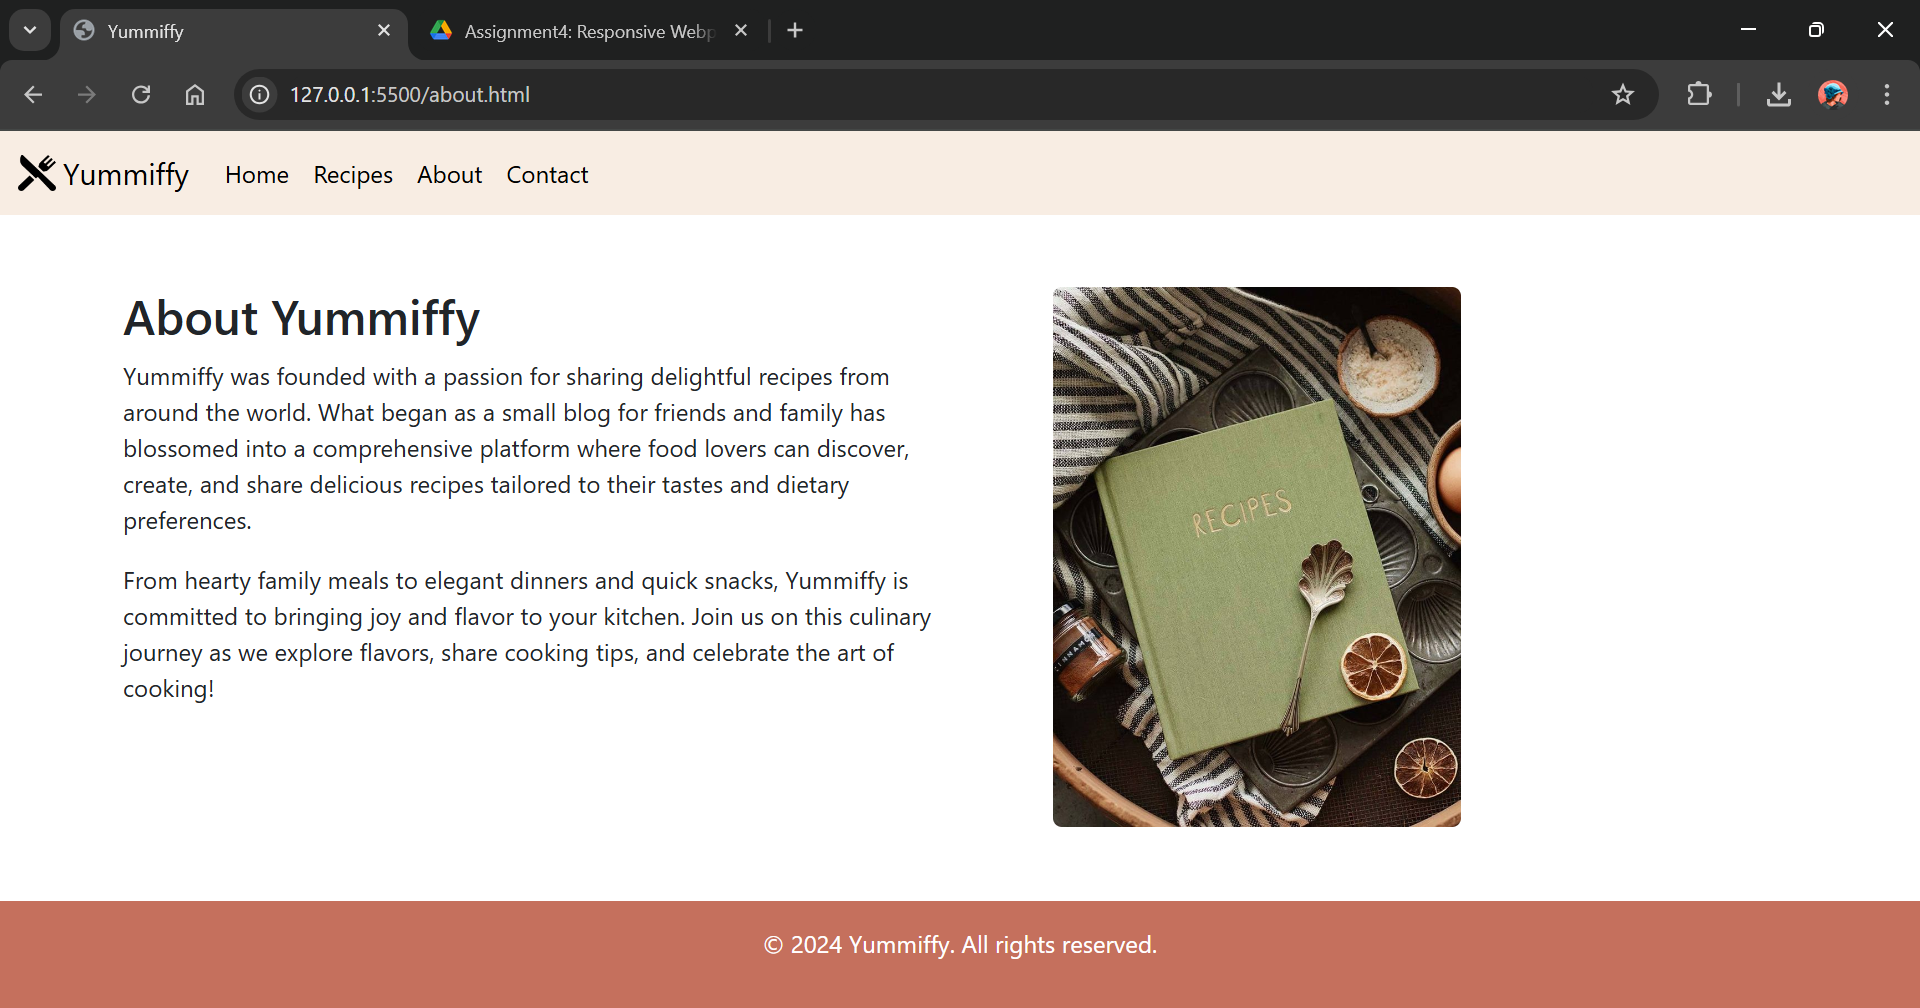 Yummiffy
Assignment4: Responsive Webp
127.0.0.1:5500/about.html
Yummiffy
Home
Recipes
About
Contact
About Yummiffy
Yummiffy was founded with a passion for sharing delightful recipes from
around the world. What began as a small blog for friends and family has
blossomed into a comprehensive platform where food lovers can discover,
create, and share delicious recipes tailored to their tastes and dietary
preferences.
From hearty family meals to elegant dinners and quick snacks, Yummiffy is
committed to bringing joy and flavor to your kitchen. Join us on this culinary
journey as we explore flavors, share cooking tips, and celebrate the art of
cooking!
RECIPES
© 2024 Yummiffy. All rights reserved.